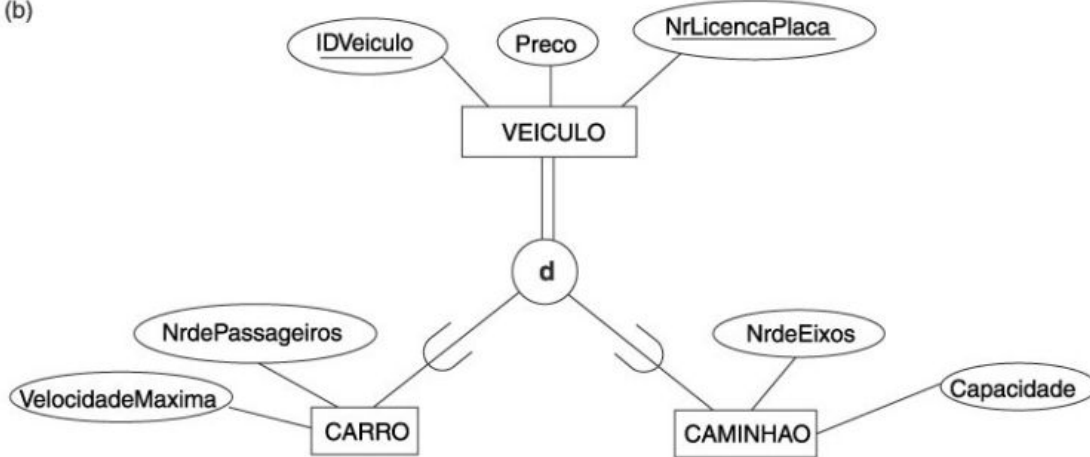 (b)
IDVeiculo
Preco
NrLicencaPlaca
VEICULO
d
NrdePassageiros
NrdeEixos
VelocidadeMaxima
Capacidade
CARRO
CAMINHAO